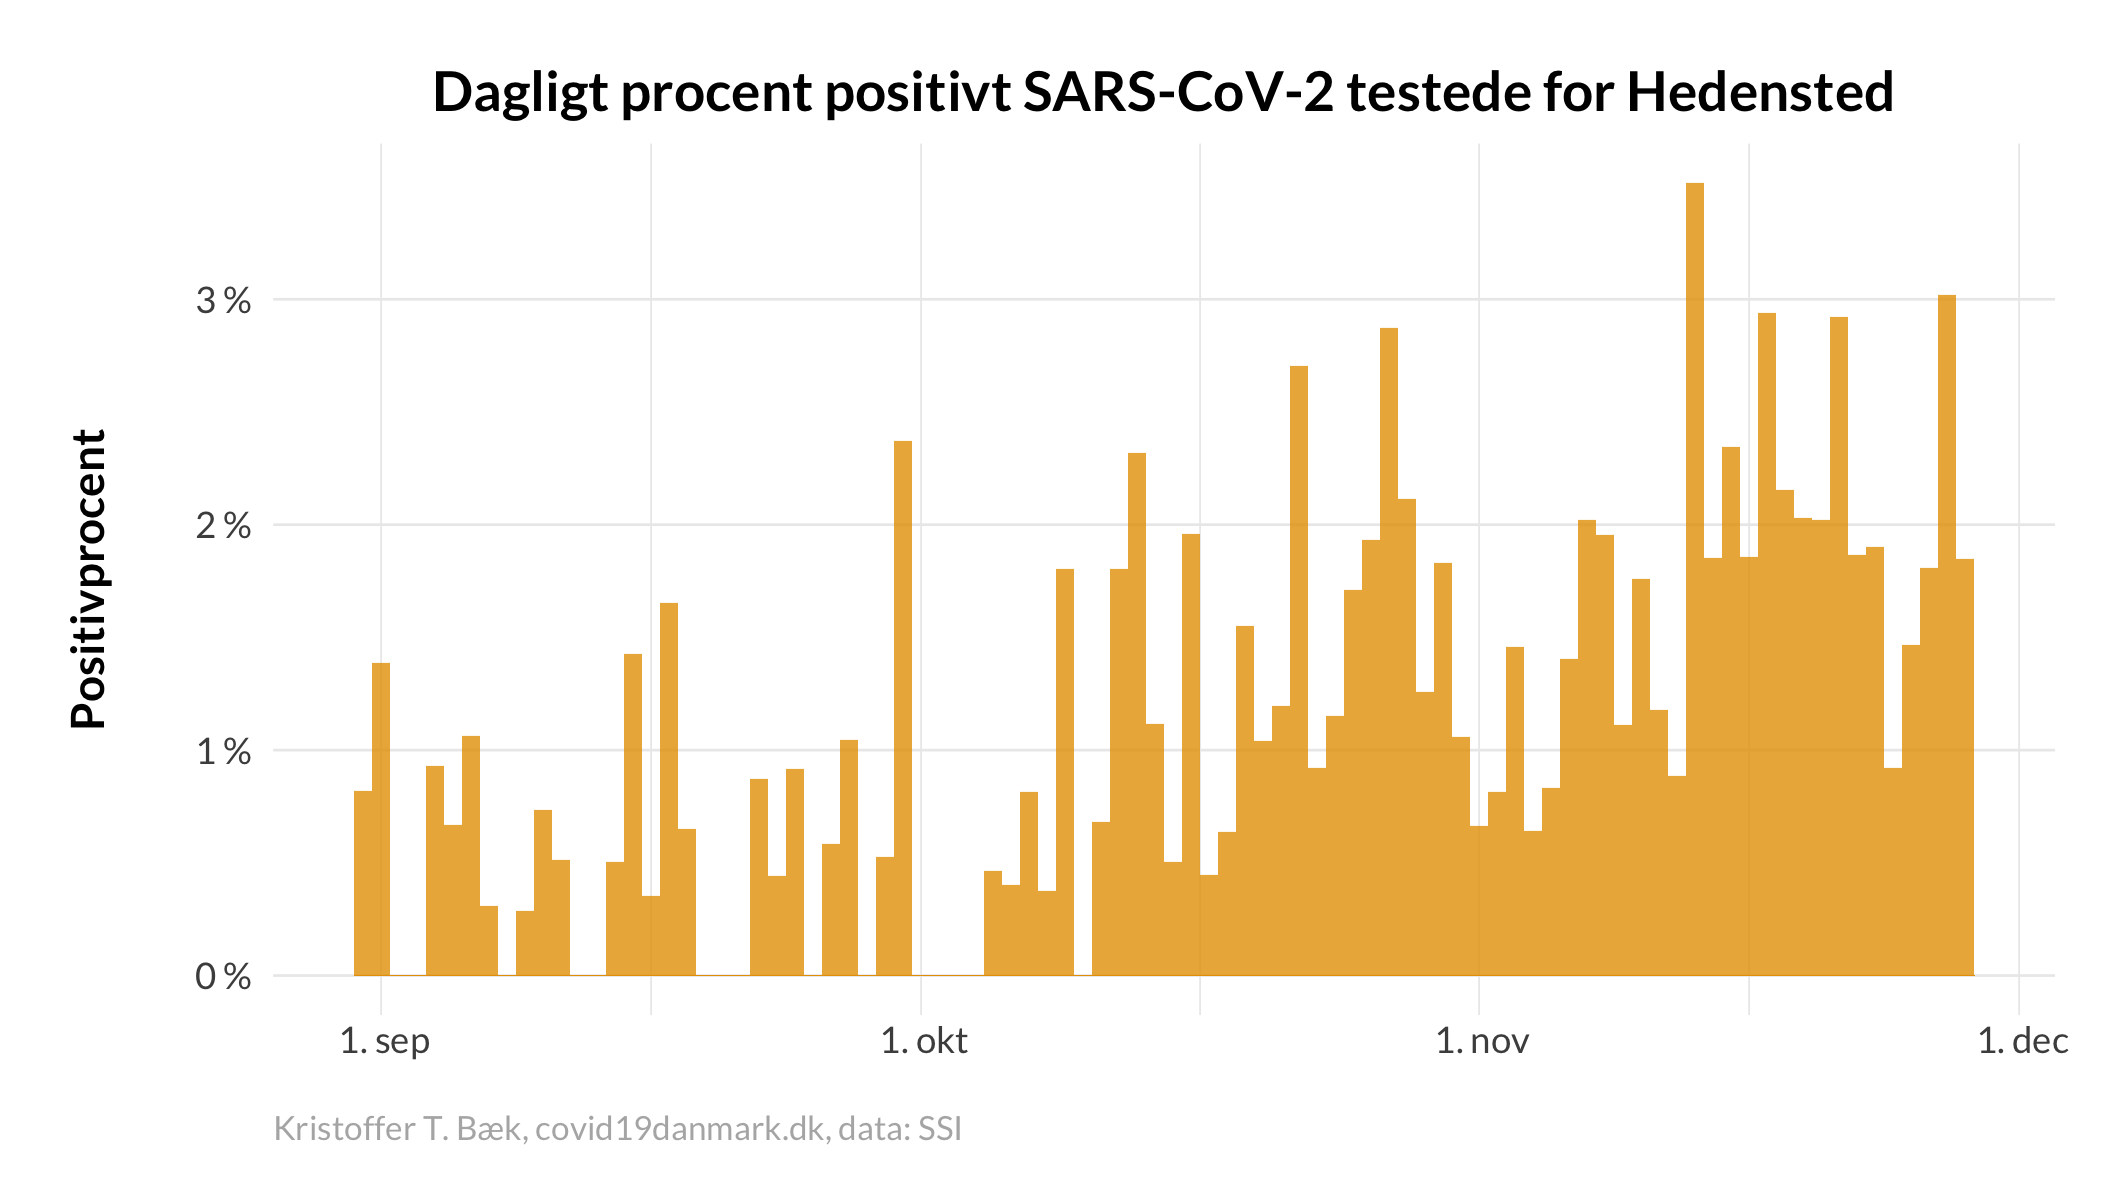 Dagligt procent positivt SARS-CoV-2 testede for Hedensted
Positivprocent
3 %
2 %
1 %
0 %
1. sep
1. okt
1. nov
1. dec
Kristoffer T. Bæk, covid19danmark.dk, data: SSI